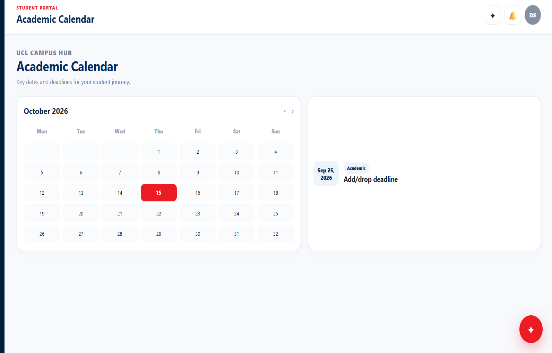 STUDENT PORTAL
Academic Calendar
DS
UCL CAMPUS HUB
Academic Calendar
Key dates and deadlines for your student journey.
October 2026
Mon Tue Wed Thu Fri Sat Sun
1 2 3 4
5 6 7 8 9 10 11
12 13 14 15 16 17 18
19 20 21 22 23 24 25
26 27 28 29 30 31 32
Sep 25,
2026
Academic
Add/drop deadline